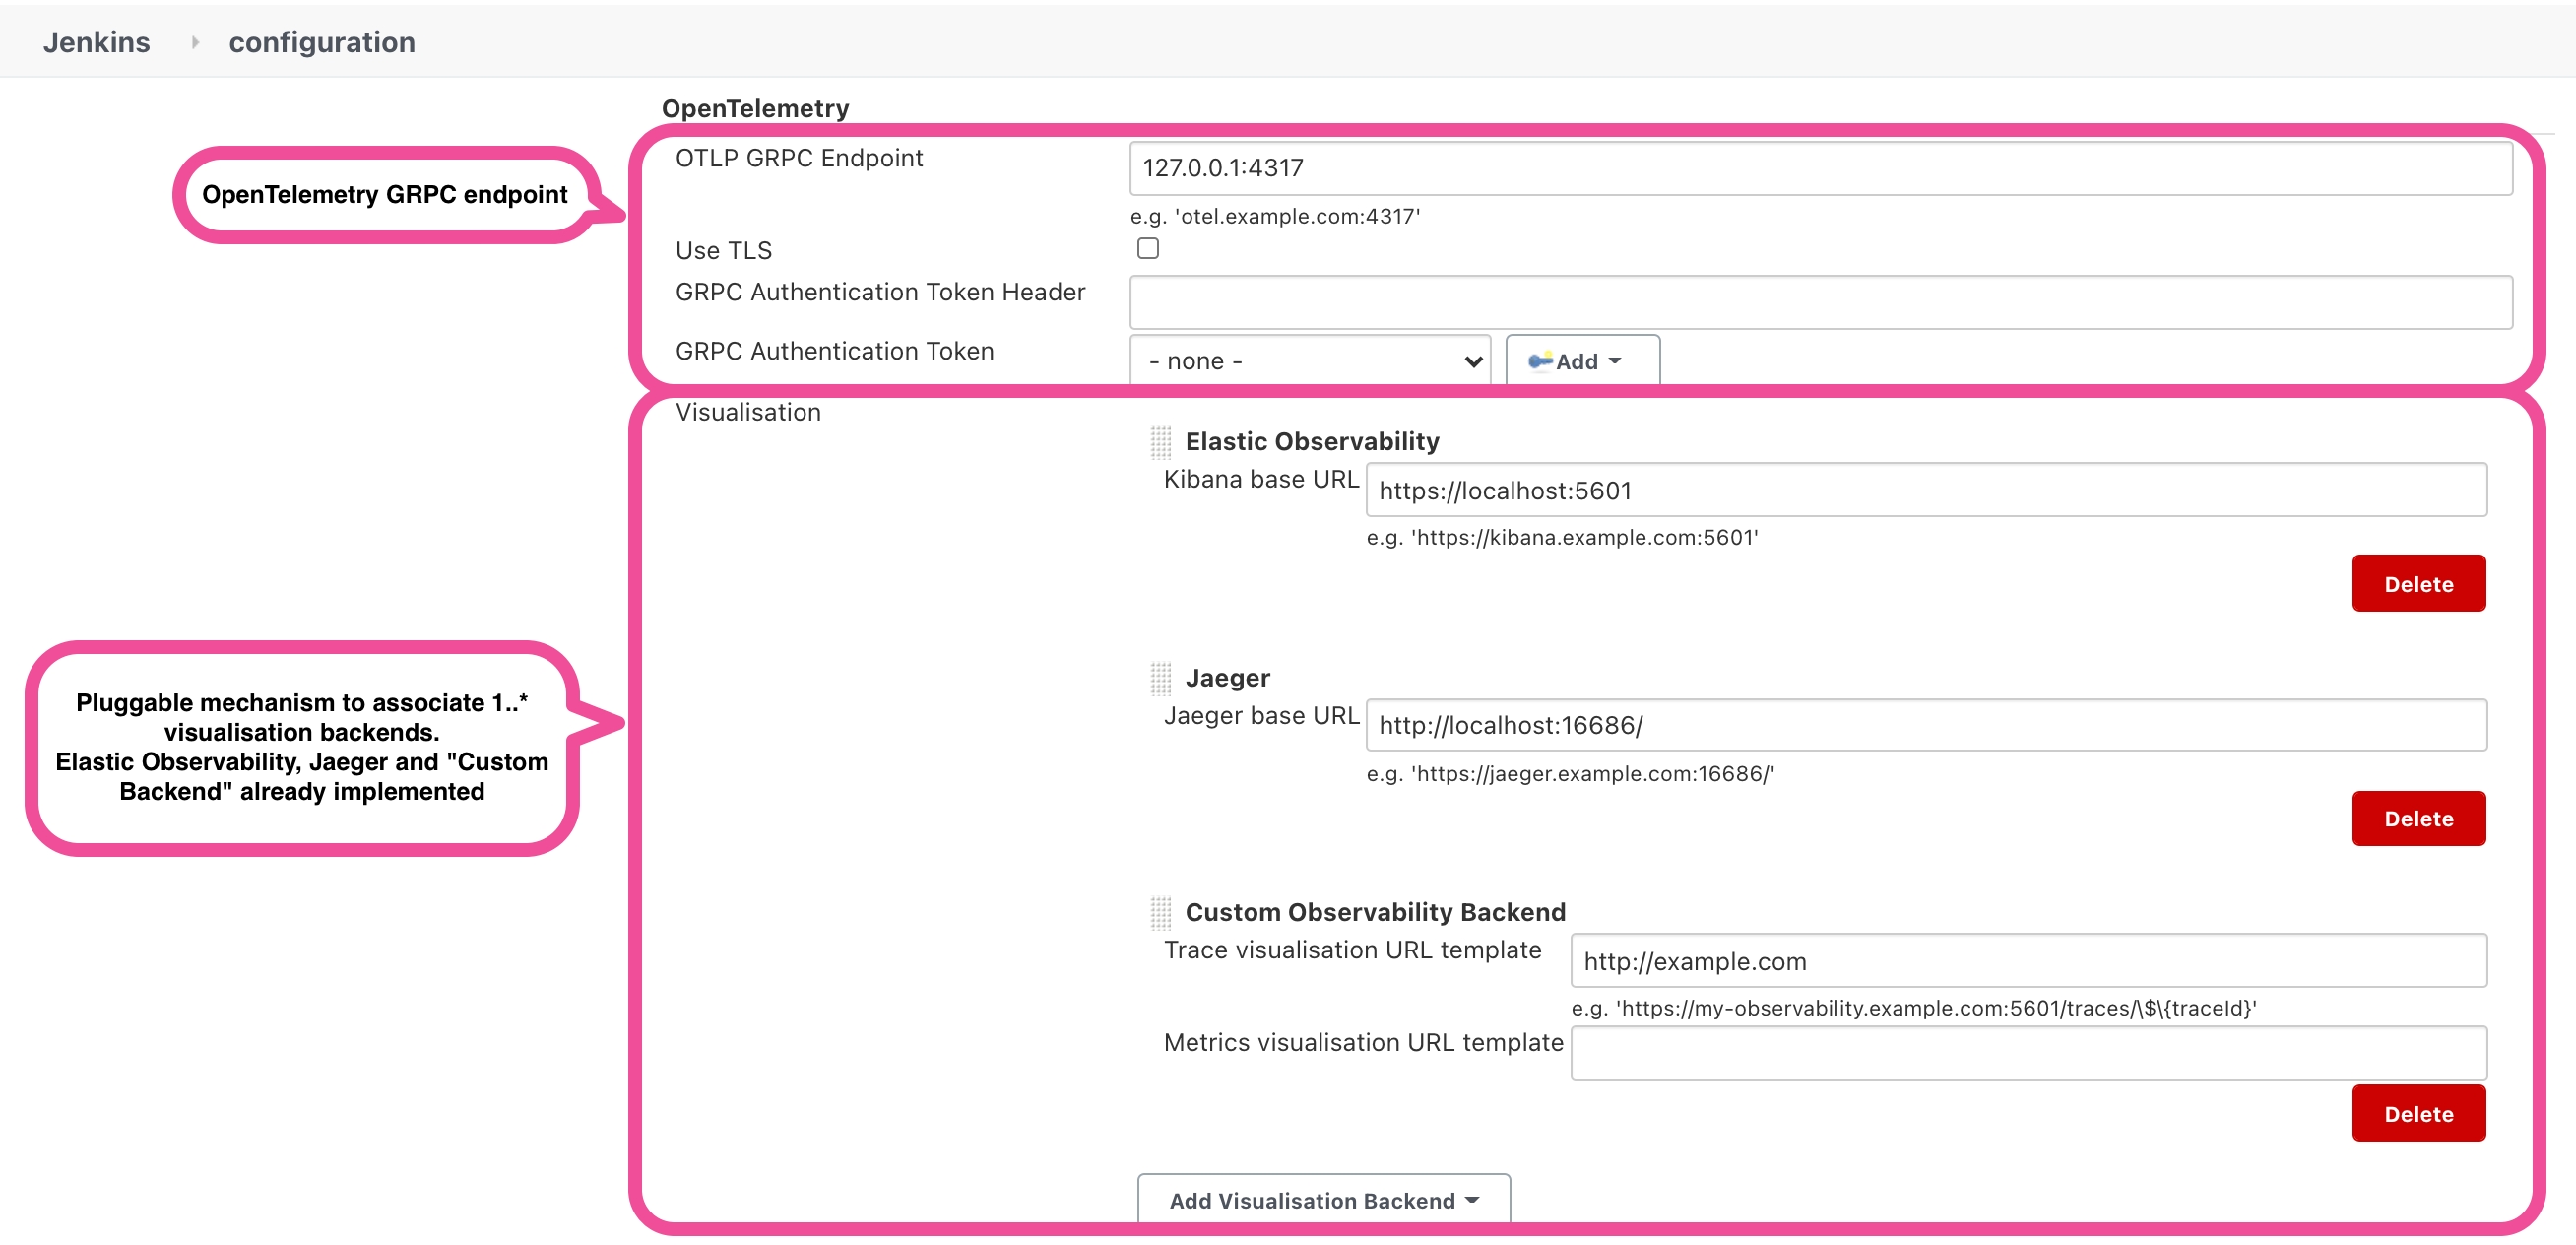 Jenkins configuration
OpenTelemetry
OTLP GRPC Endpoint
127.0.0.1:4317
e.g. 'otel.example.com:4317'
OpenTelemetry GRPC endpoint
Use TLS
GRPC Authentication Token Header
GRPC Authentication Token
- none -
Add
Visualisation
Elastic Observability
Kibana base URL
https://localhost:5601
e.g. 'https://kibana.example.com:5601'
Delete
Pluggable mechanism to associate 1..*
visualisation backends.
Elastic Observability, Jaeger and "Custom
Backend" already implemented
Jaeger
Jaeger base URL
http://localhost:16686/
e.g. 'https://jaeger.example.com:16686/'
Delete
Custom Observability Backend
Trace visualisation URL template
http://example.com
e.g. 'https://my-observability.example.com:5601/traces/\$\{traceId}'
Metrics visualisation URL template
Delete
Add Visualisation Backend